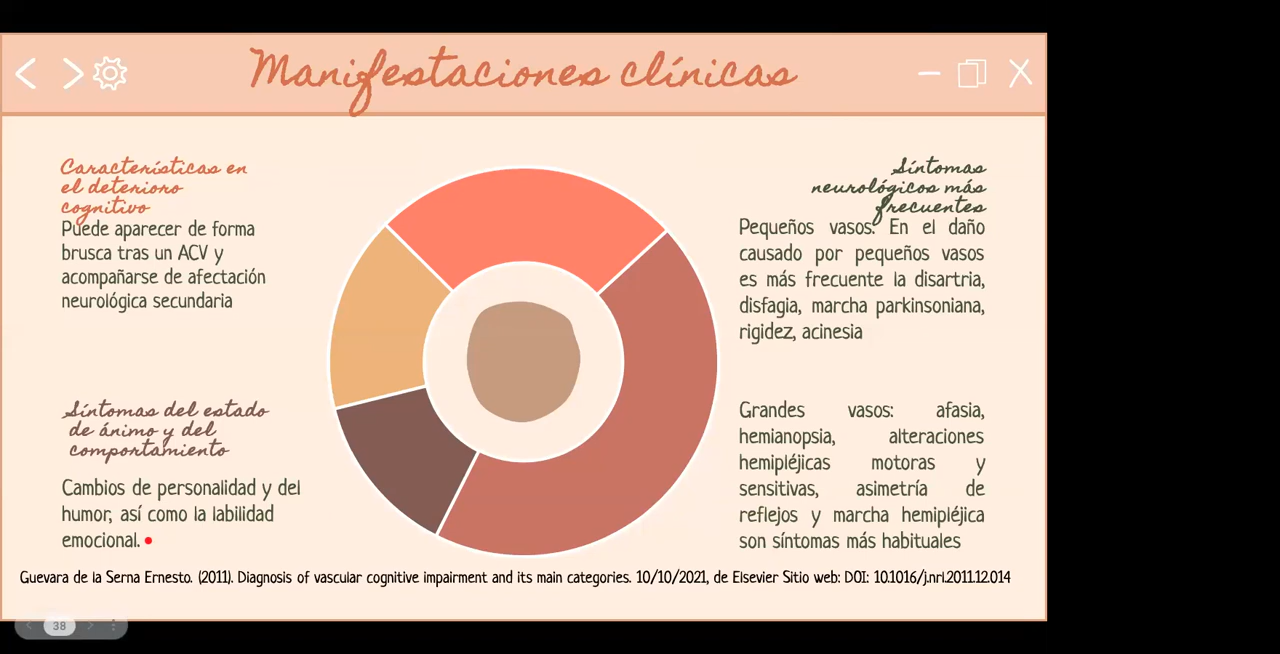 Manifestaciones clínicas
Características en
el deterioro
cognitivo
Puede aparecer de forma
brusca tras un ACV y
acompañarse de afectación
neurológica secundaria
Síntomas del estado
de ánimo y del
comportamiento
Cambios de personalidad y del
humor, así como la labilidad
emocional.
Síntomas
neurológicos más
frecuentes
Pequeños vasos: En el daño
causado por pequeños vasos
es más frecuente la disartria,
disfagia, marcha parkinsoniana,
rigidez, acinesia
Grandes vasos: afasia,
hemianopsia, alteraciones
hemipléjicas motoras y
sensitivas, asimetría de
reflejos y marcha hemipléjica
son síntomas más habituales
Guevara de la Serna Ernesto. (2011). Diagnosis of vascular cognitive impairment and its main categories. 10/10/2021, de Elsevier Sitio web: DOI: 10.1016/j.nrl.2011.12.014
38